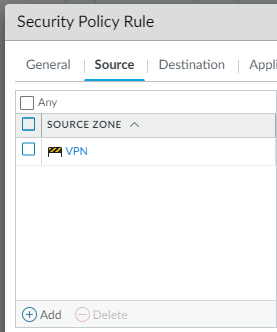 Security Policy Rule
General Source Destination Appli
Any
SOURCE ZONE
VPN
Add Delete